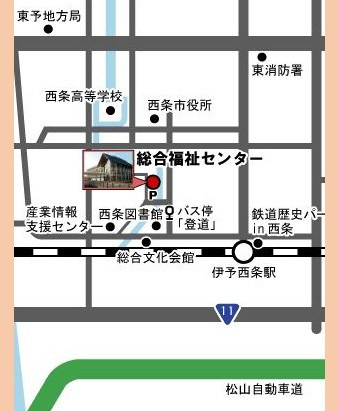 東予地方局
東消防署
西条高等学校
西条市役所
総合福祉センター
P
産業情報
支援センター
西条図書館
バス停
「登道」
鉄道歴史パー
in西条
総合文化会館
伊予西条駅
11
松山自動車道